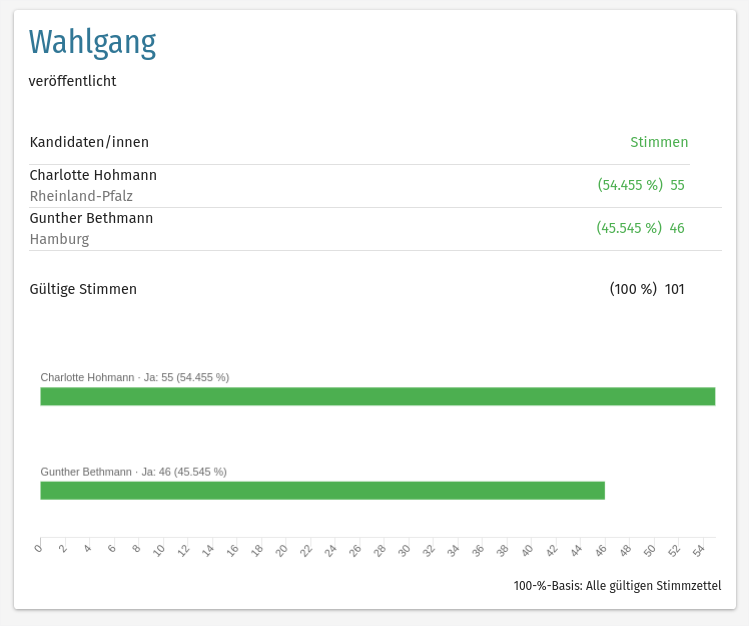 Wahlgang
veröffentlicht
Kandidaten/innen Stimmen
Charlotte Hohmann
Rheinland-Pfalz
(54.455 %) 55
Gunther Bethmann
Hamburg
(45.545 %) 46
Gültige Stimmen (100 %) 101
Charlotte Hohmann · Ja: 55 (54.455 %)
Gunther Bethmann · Ja: 46 (45.545 %)
0 2 4 6 8 10 12 14 16 18 20 22 24 26 28 30 32 34 36 38 40 42 44 46 48 50 52 54
100-%-Basis: Alle gültigen Stimmzettel